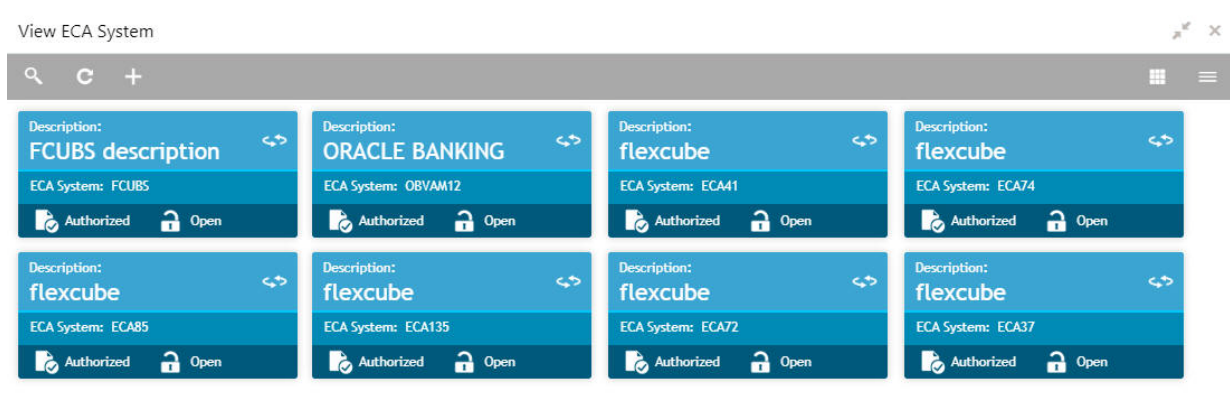 View ECA System
Description:
FCUBS description
ECA System: FCUBS
Authorized Open
Description:
ORACLE BANKING
ECA System: OBVAM12
Authorized Open
Description:
flexcube
ECA System: ECA41
Authorized Open
Description:
flexcube
ECA System: ECA74
Authorized Open
Description:
flexcube
ECA System: ECA85
Authorized Open
Description:
flexcube
ECA System: ECA135
Authorized Open
Description:
flexcube
ECA System: ECA72
Authorized Open
Description:
flexcube
ECA System: ECA37
Authorized Open